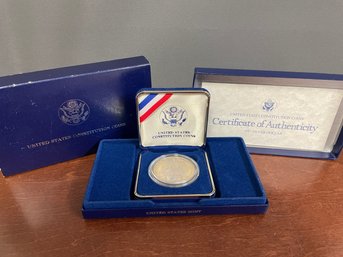 UNITED STATES CONSTITUTION COINS
UNITED STATES
CONSTITUTION COINS
UNITED STATES MINT
UNITED STATES CONSTITUTION COINS
Certificate of Authenticity